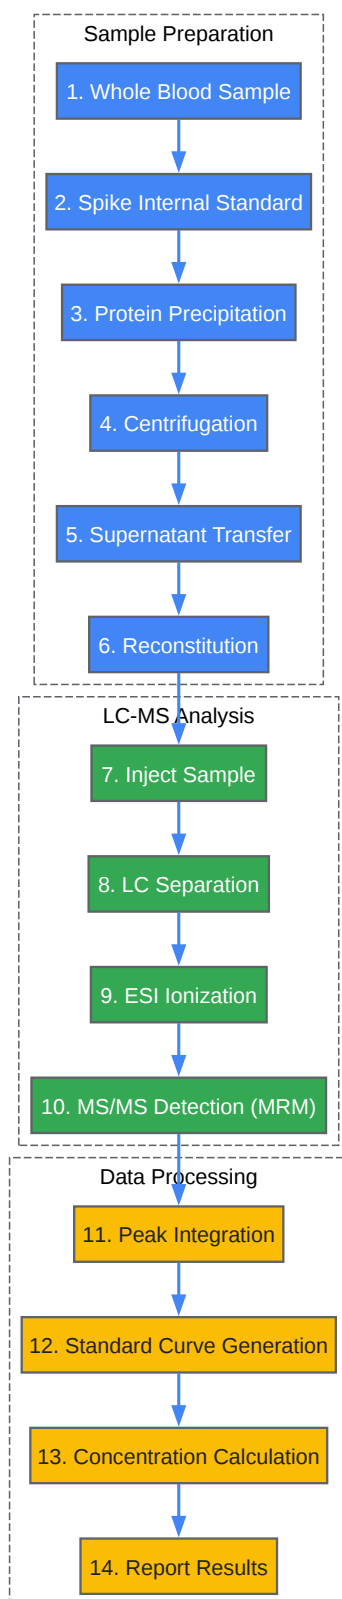 Sample Preparation
1. Whole Blood Sample
2. Spike Internal Standard
3. Protein Precipitation
4. Centrifugation
5. Supernatant Transfer
6. Reconstitution
LC-MS Analysis
7. Inject Sample
8. LC Separation
9. ESI Ionization
10. MS/MS Detection (MRM)
Data Processing
11. Peak Integration
12. Standard Curve Generation
13. Concentration Calculation
14. Report Results